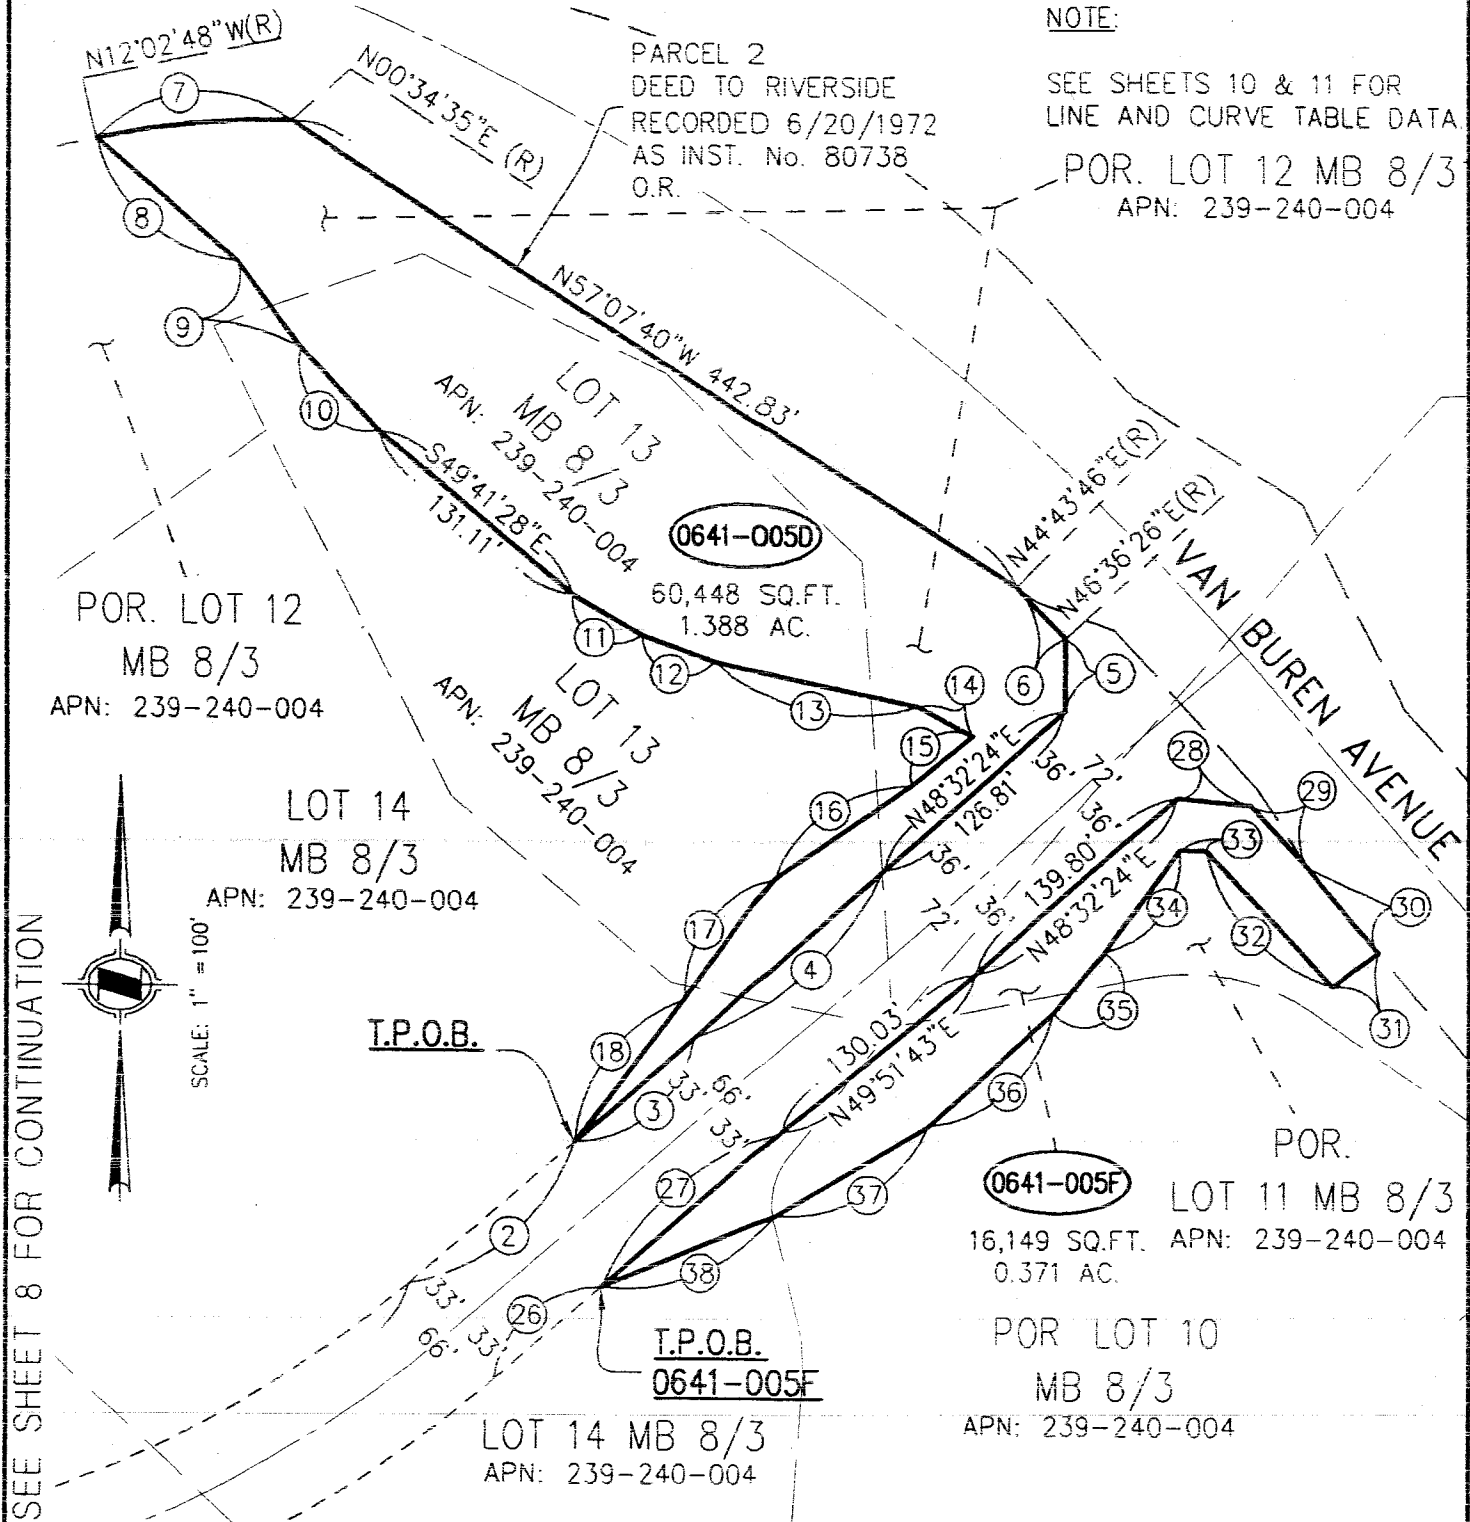 N12°02'48"W(R)
7
N00°34'35"E (R)
PARCEL 2
DEED TO RIVERSIDE
RECORDED 6/20/1972
AS INST. No. 80738
O.R.
NOTE:
SEE SHEETS 10 & 11 FOR
LINE AND CURVE TABLE DATA.
POR. LOT 12 MB 8/3
APN: 239-240-004
8
9
10
N57°07'40"W 442.83'
LOT 13
MB 8/3
APN: 239-240-004
S49°41'28"E
131.11'
0641-005D
60,448 SQ.FT.
1.388 AC.
N44°43'46"E(R)
N46°36'26"E(R)
VAN BUREN AVENUE
POR. LOT 12
MB 8/3
APN: 239-240-004
11
12
13
14
15
6
5
LOT 13
MB 8/3
APN: 239-240-004
N48°32'24"E
126.81'
36'
72'
36'
28
29
LOT 14
MB 8/3
APN: 239-240-004
16
17
36'
72'
36'
139.80'
N48°32'24"E
33
34
32
30
31
SCALE: 1" = 100'
4
35
T.P.O.B.
18
3
33'
66'
33'
130.03'
N49°51'43"E
36
27
37
0641-005F
16,149 SQ.FT.
0.371 AC.
POR.
LOT 11 MB 8/3
APN: 239-240-004
2
38
26
33'
66'
33'
T.P.O.B.
0641-005F
POR LOT 10
MB 8/3
APN: 239-240-004
LOT 14 MB 8/3
APN: 239-240-004
SEE SHEET 8 FOR CONTINUATION